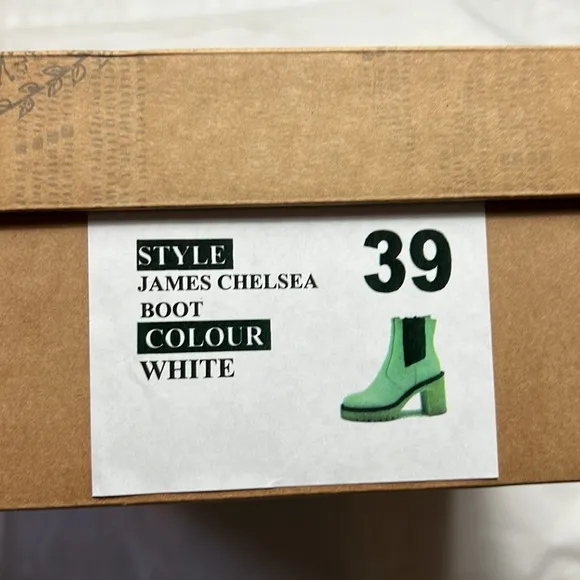 STYLE
39
JAMES CHELSEA
BOOT
COLOUR
WHITE